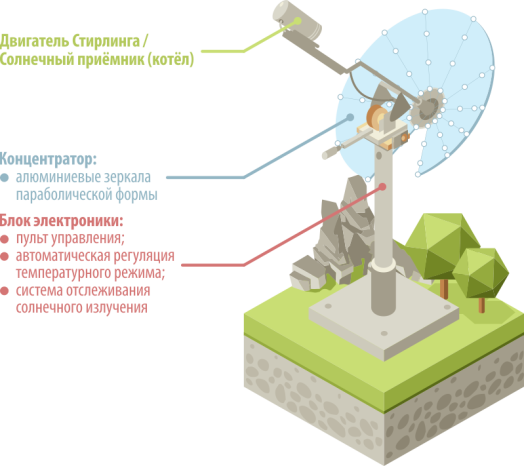 Двигатель Стирлинга /
Солнечный приёмник (котёл)
Концентратор:
● алюминиевые зеркала
параболической формы
Блок электроники:
● пульт управления;
● автоматическая регуляция
температурного режима;
● система отслеживания
солнечного излучения